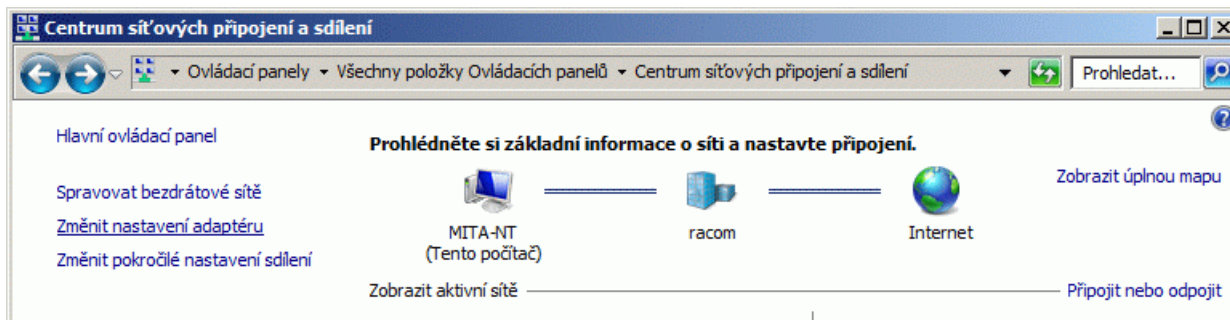 Centrum síťových připojení a sdílení
Ovládací panely Všechny položky Ovládacích panelů Centrum síťových připojení a sdílení Prohledat...
Hlavní ovládací panel
Prohlédněte si základní informace o síti a nastavte připojení.
Spravovat bezdrátové sítě
Zobrazit úplnou mapu
Změnit nastavení adaptéru
MITA-NT racom Internet
(Tento počítač)
Změnit pokročilé nastavení sdílení
Zobrazit aktivní sítě Připojit nebo odpojit